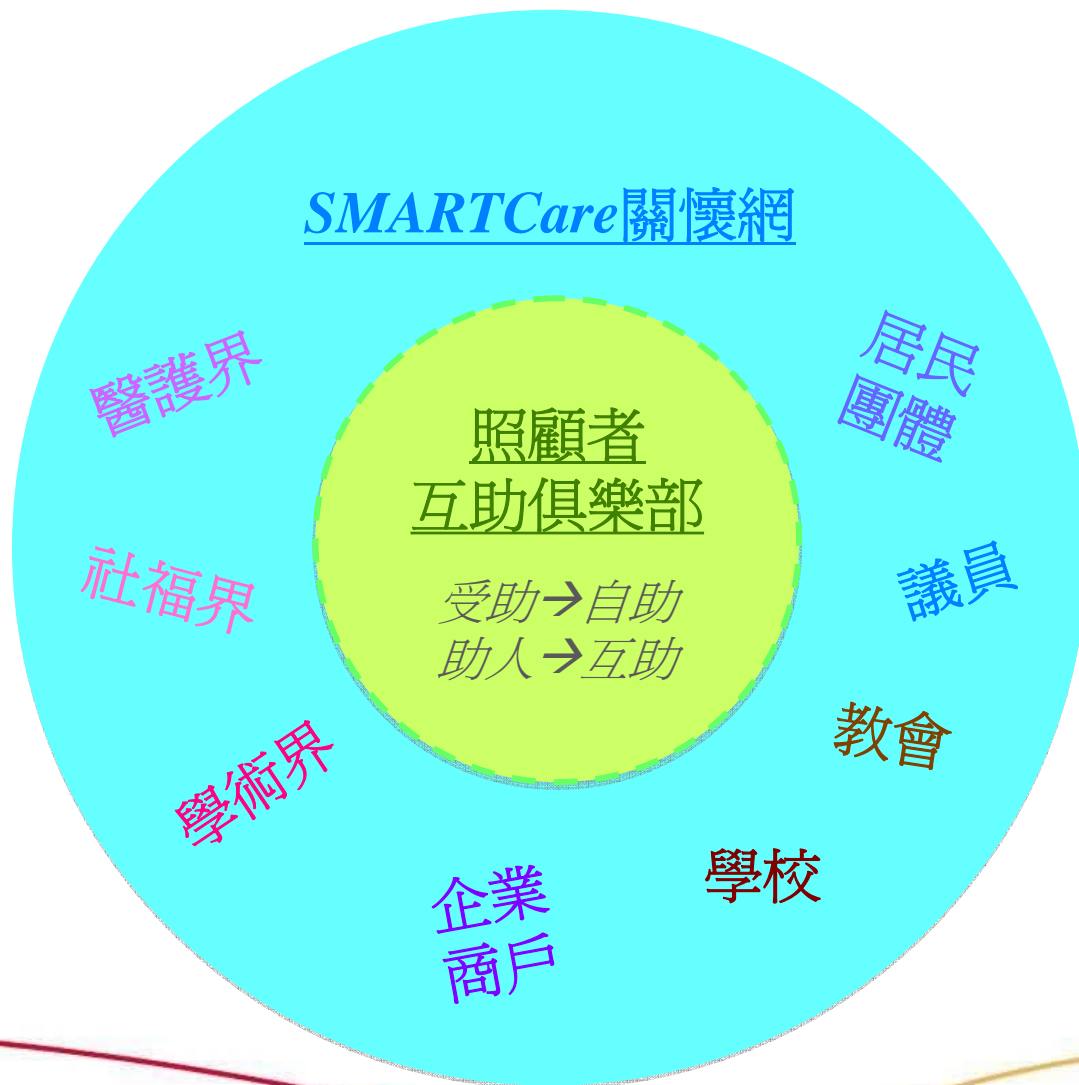 SMARTCare關懷網
醫護界
居民
團體
照顧者
互助俱樂部
社福界
議員
受助→自助
助人→互助
教會
學術界
學校
企業
商戶